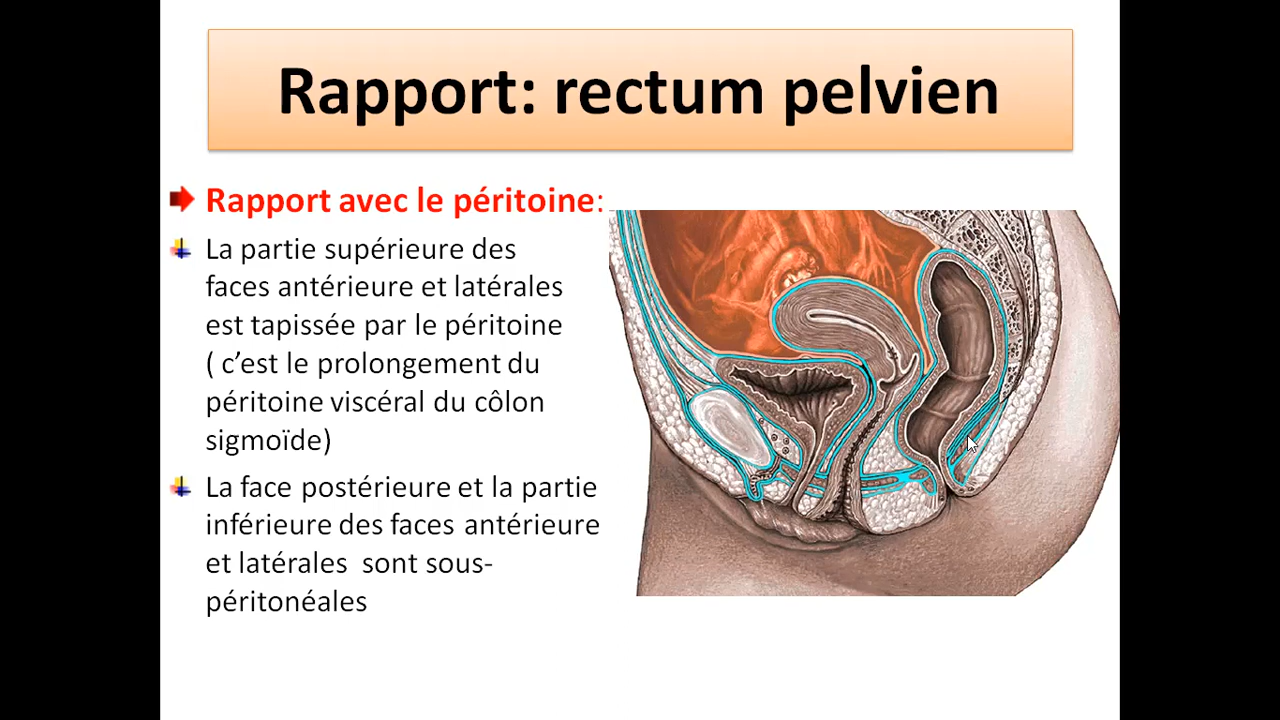 Rapport: rectum pelvien
Rapport avec le péritoine:
La partie supérieure des
faces antérieure et latérales
est tapissée par le péritoine
( c’est le prolongement du
péritoine viscéral du côlon
sigmoïde)
La face postérieure et la partie
inférieure des faces antérieure
et latérales  sont sous-
péritonéales